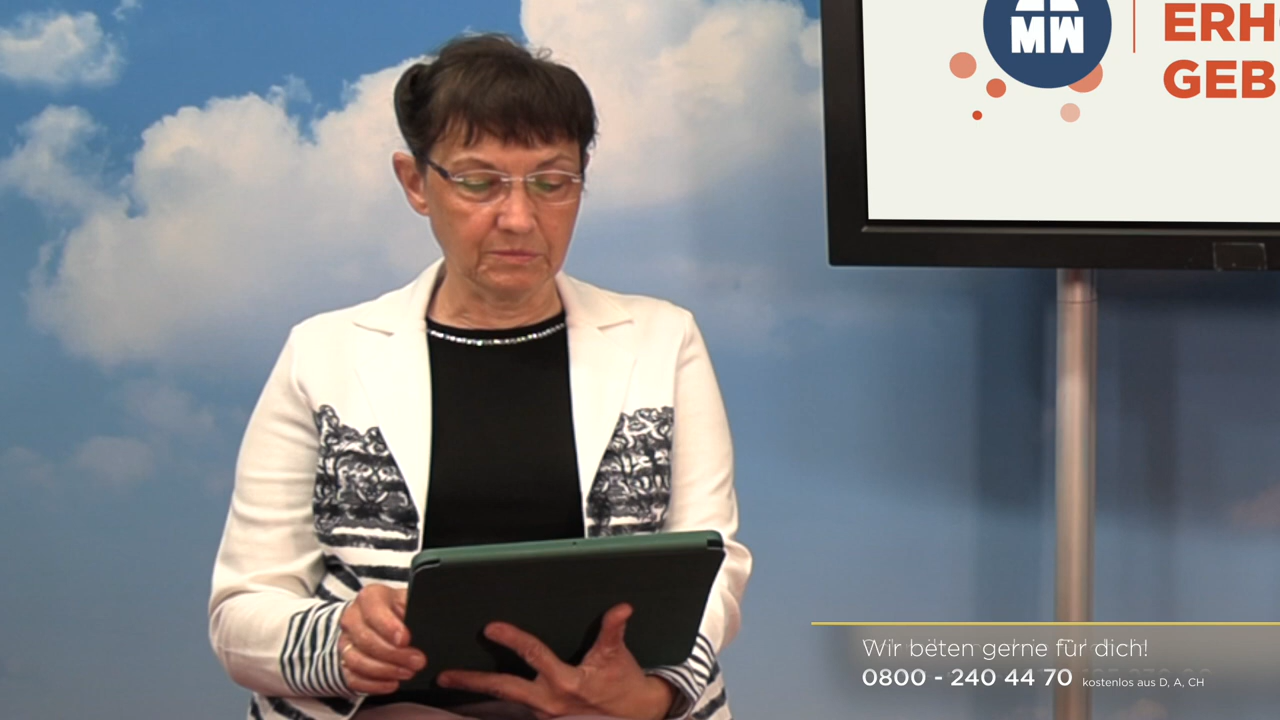 MW
ERH
GEB
Wir beten gerne für dich!
0800 - 240 44 70 kostenlos aus D, A, CH